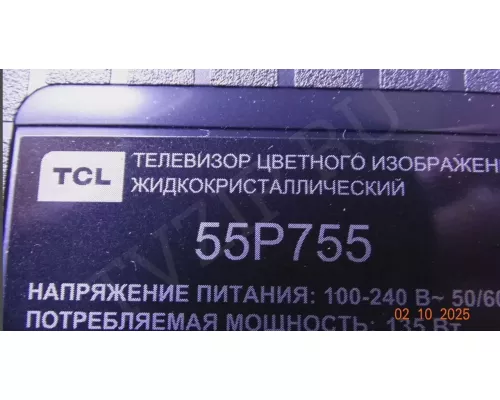 TCL
ТЕЛЕВИЗОР ЦВЕТНОГО ИЗОБРАЖЕН
ЖИДКОКРИСТАЛЛИЧЕСКИЙ
55P755
НАПРЯЖЕНИЕ ПИТАНИЯ: 100-240 В~ 50/60
ПОТРЕБЛЯЕМАЯ МОЩНОСТЬ: 135 Вт
02 10 2025